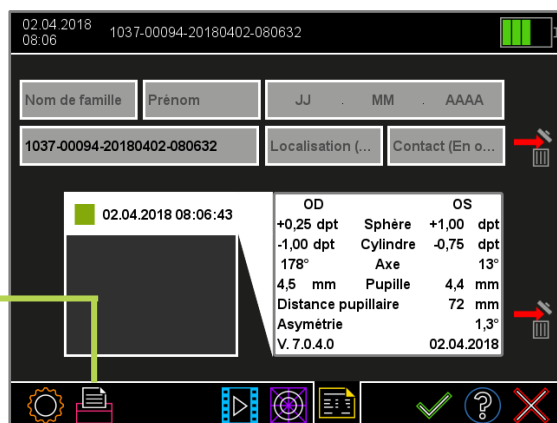 02.04.2018
08:06
1037-00094-20180402-080632
Nom de famille Prénom JJ . MM . AAAA
1037-00094-20180402-080632 Localisation (... Contact (En o...
02.04.2018 08:06:43
OD OS
+0,25 dpt Sphère +1,00 dpt
-1,00 dpt Cylindre -0,75 dpt
178° Axe 13°
4,5 mm Pupille 4,4 mm
Distance pupillaire 72 mm
Asymétrie 1,3°
V. 7.0.4.0 02.04.2018
?